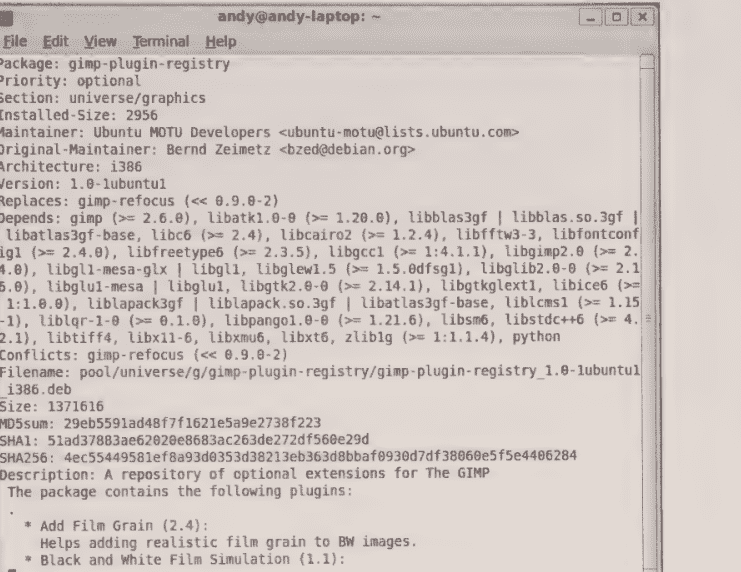 andy@andy-laptop: ~
File Edit View Terminal Help
Package: gimp-plugin-registry
Priority: optional
Section: universe/graphics
Installed-Size: 2956
Maintainer: Ubuntu MOTU Developers <ubuntu-motu@lists.ubuntu.com>
Original-Maintainer: Bernd Zeimetz <bzed@debian.org>
Architecture: i386
Version: 1.0-1ubuntu1
Replaces: gimp-refocus (<< 0.9.0-2)
Depends: gimp (>= 2.6.0), libatk1.0-0 (>= 1.20.0), libblas3gf | libblas.so.3gf |
libatlas3gf-base, libc6 (>= 2.4), libcairo2 (>= 1.2.4), libfftw3-3, libfontconf
ig1 (>= 2.4.0), libfreetype6 (>= 2.3.5), libgcc1 (>= 1:4.1.1), libgimp2.0 (>= 2.
4.0), libgl1-mesa-glx | libgl1, libglew1.5 (>= 1.5.0dfsg1), libglib2.0-0 (>= 2.1
6.0), libglu1-mesa | libglu1, libgtk2.0-0 (>= 2.14.1), libgtkglext1, libice6 (>=
1:1.0.0), liblapack3gf | liblapack.so.3gf | libatlas3gf-base, liblcms1 (>= 1.15
-1), liblqr-1-0 (>= 0.1.0), libpango1.0-0 (>= 1.21.6), libsm6, libstdc++6 (>= 4.
2.1), libtiff4, libx11-6, libxmu6, libxt6, zlib1g (>= 1:1.1.4), python
Conflicts: gimp-refocus (<< 0.9.0-2)
Filename: pool/universe/g/gimp-plugin-registry/gimp-plugin-registry_1.0-1ubuntu1
_i386.deb
Size: 1371616
MD5sum: 29eb5591ad48f7f1621e5a9e2738f223
SHA1: 51ad37883ae62020e8683ac263de272df560e29d
SHA256: 4ec55449581ef8a93d0353d38213eb363d8bbaf0930d7df38060e5f5e4406284
Description: A repository of optional extensions for The GIMP
The package contains the following plugins:
.
* Add Film Grain (2.4):
Helps adding realistic film grain to BW images.
* Black and White Film Simulation (1.1):